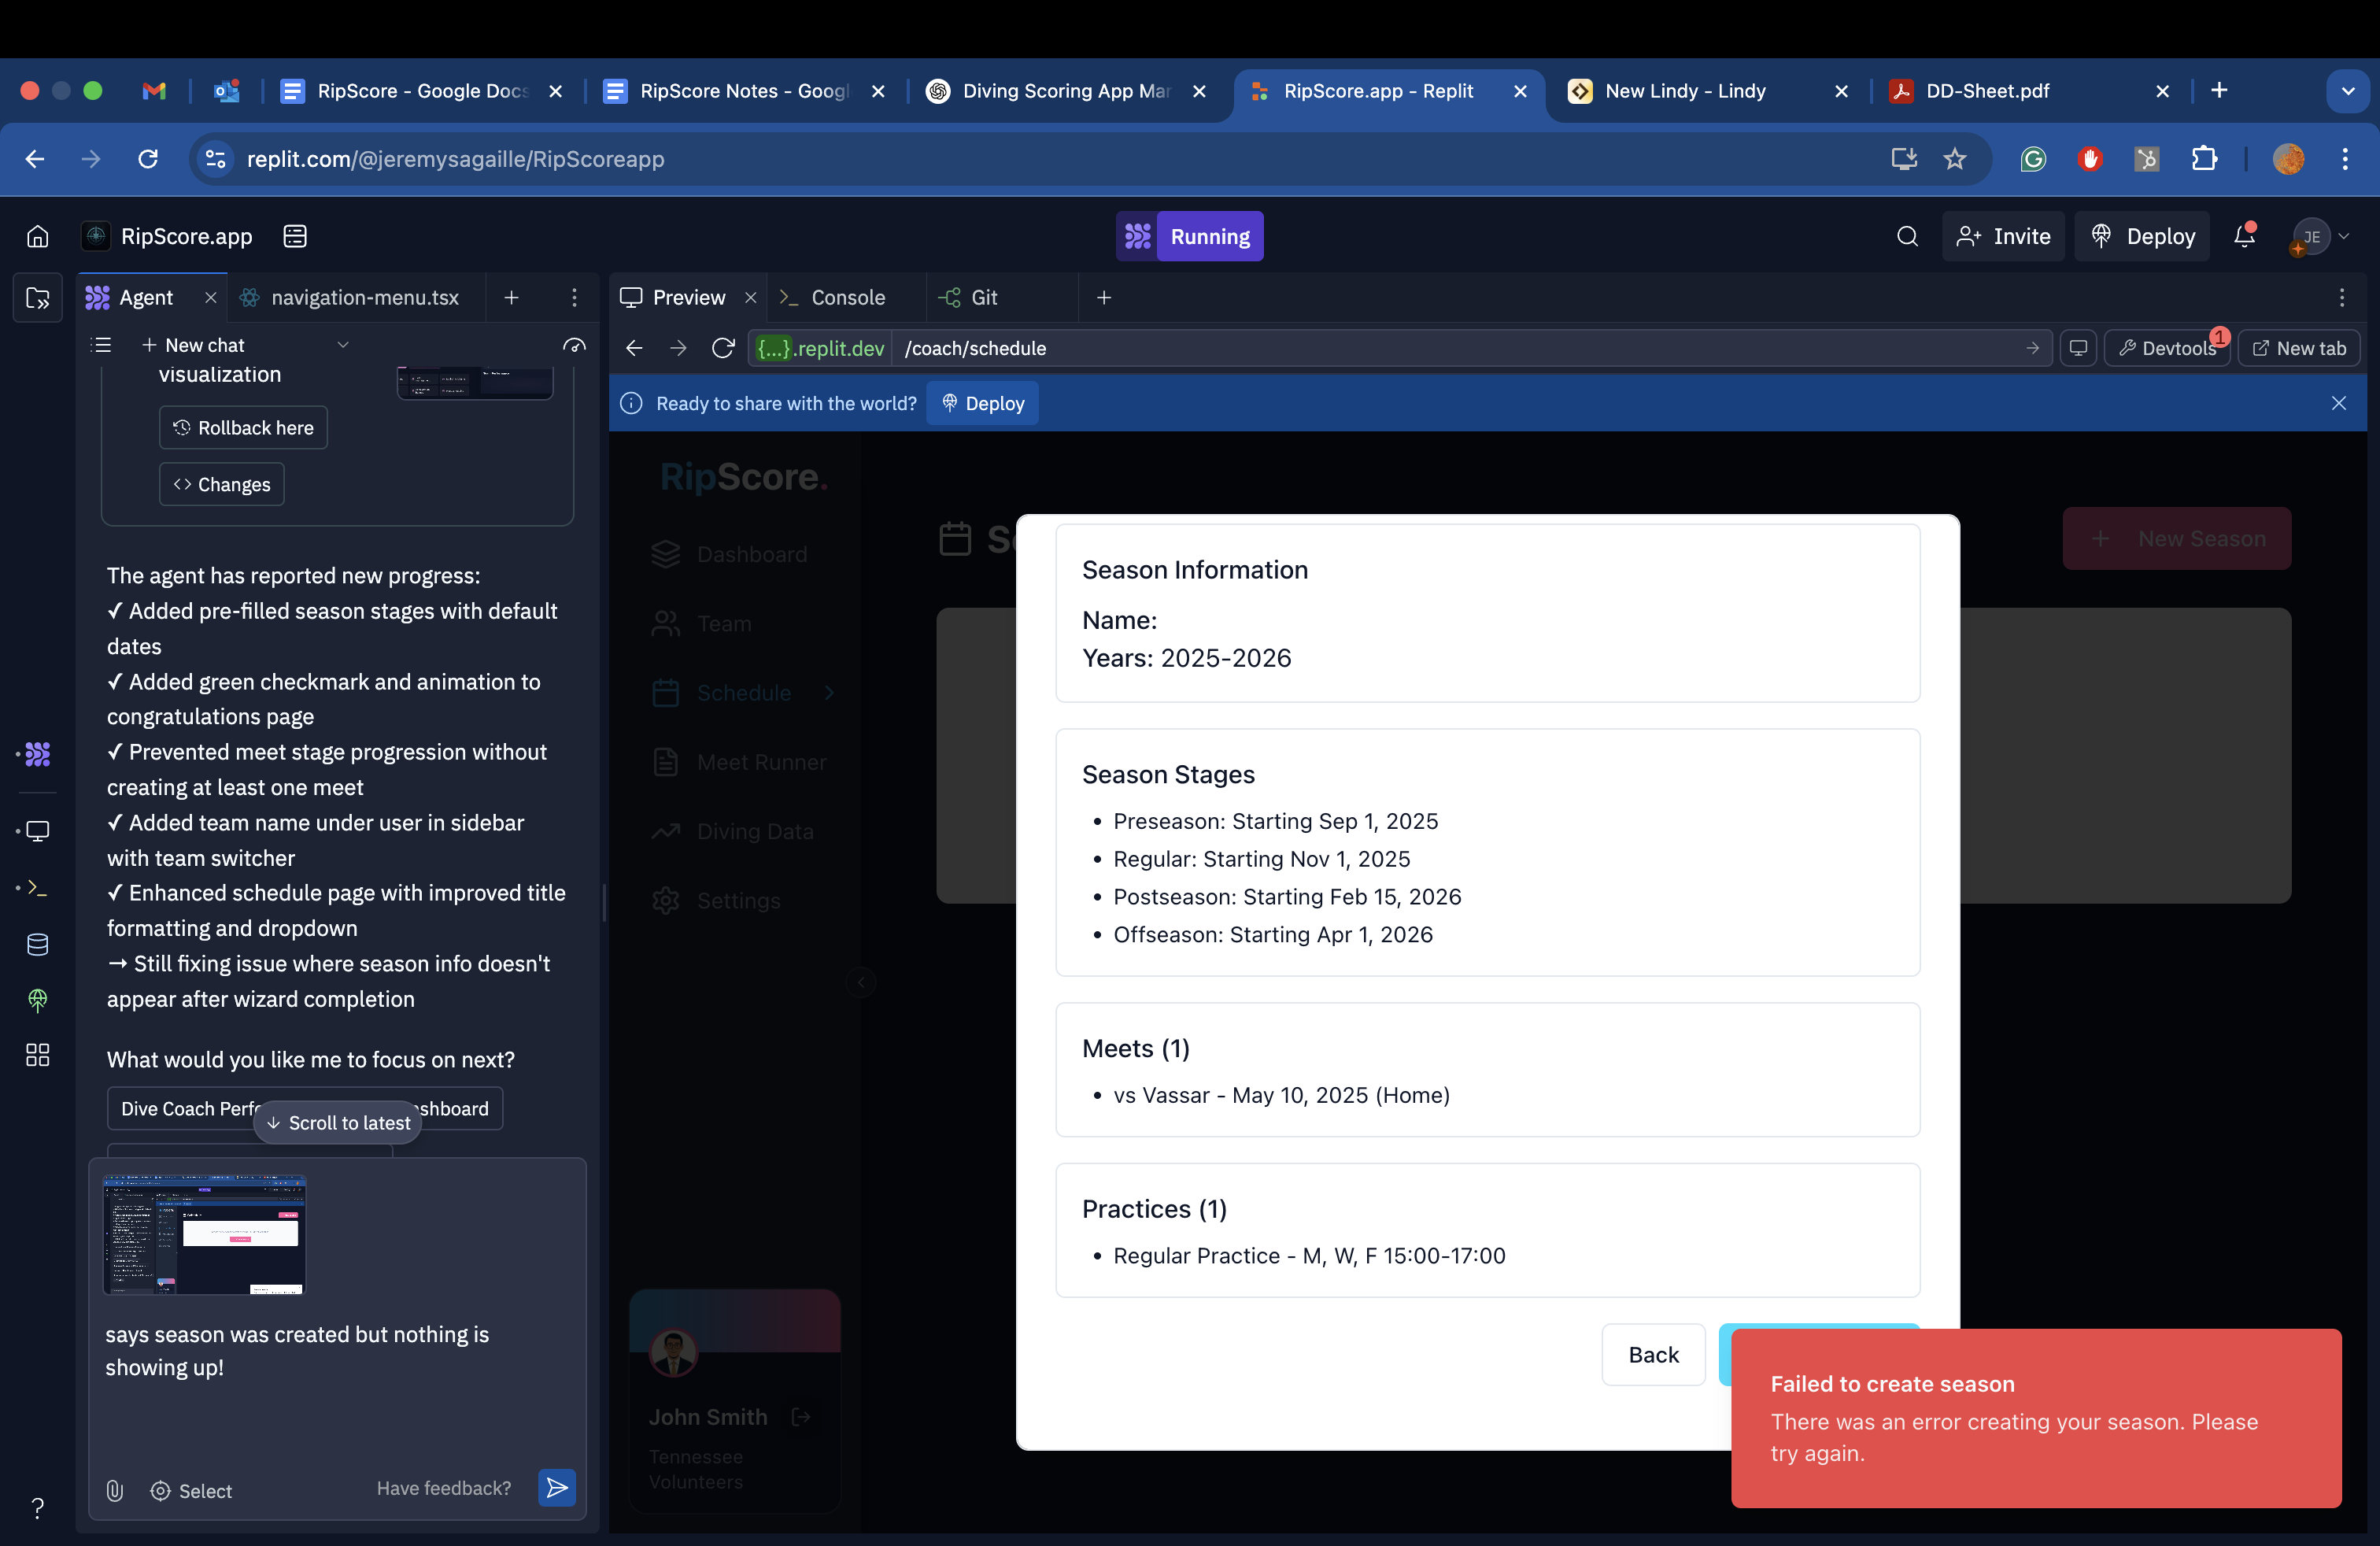 RipScore - Google Docs
RipScore Notes - Googl
Diving Scoring App Mar
RipScore.app - Replit
New Lindy - Lindy
DD-Sheet.pdf
replit.com/@jeremysagaille/RipScoreapp
RipScore.app
Running
Invite
Deploy
JE
Agent
navigation-menu.tsx
Preview
Console
Git
New chat
{...}.replit.dev
/coach/schedule
Devtools
1
New tab
visualization
Rollback here
Changes
Ready to share with the world?
Deploy
The agent has reported new progress:
✓ Added pre-filled season stages with default
dates
✓ Added green checkmark and animation to
congratulations page
✓ Prevented meet stage progression without
creating at least one meet
✓ Added team name under user in sidebar
with team switcher
✓ Enhanced schedule page with improved title
formatting and dropdown
→ Still fixing issue where season info doesn't
appear after wizard completion
What would you like me to focus on next?
Dive Coach Perfo
shboard
↓ Scroll to latest
says season was created but nothing is
showing up!
Select
Have feedback?
RipScore.
Dashboard
Team
Schedule
Meet Runner
Diving Data
Settings
John Smith
Tennessee
Volunteers
+ New Season
Season Information
Name:
Years: 2025-2026
Season Stages
• Preseason: Starting Sep 1, 2025
• Regular: Starting Nov 1, 2025
• Postseason: Starting Feb 15, 2026
• Offseason: Starting Apr 1, 2026
Meets (1)
• vs Vassar - May 10, 2025 (Home)
Practices (1)
• Regular Practice - M, W, F 15:00-17:00
Back
Failed to create season
There was an error creating your season. Please
try again.